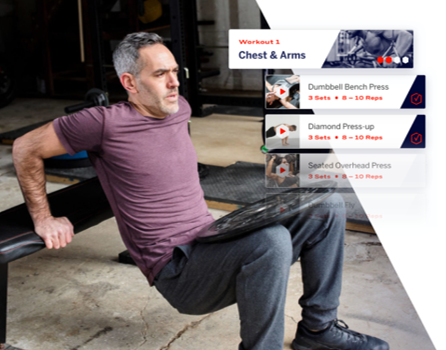 Workout 1
Chest & Arms
Dumbbell Bench Press
3 Sets • 8 – 10 Reps
Diamond Press-up
3 Sets • 8 – 10 Reps
Seated Overhead Press
3 Sets • 8 – 10 Reps